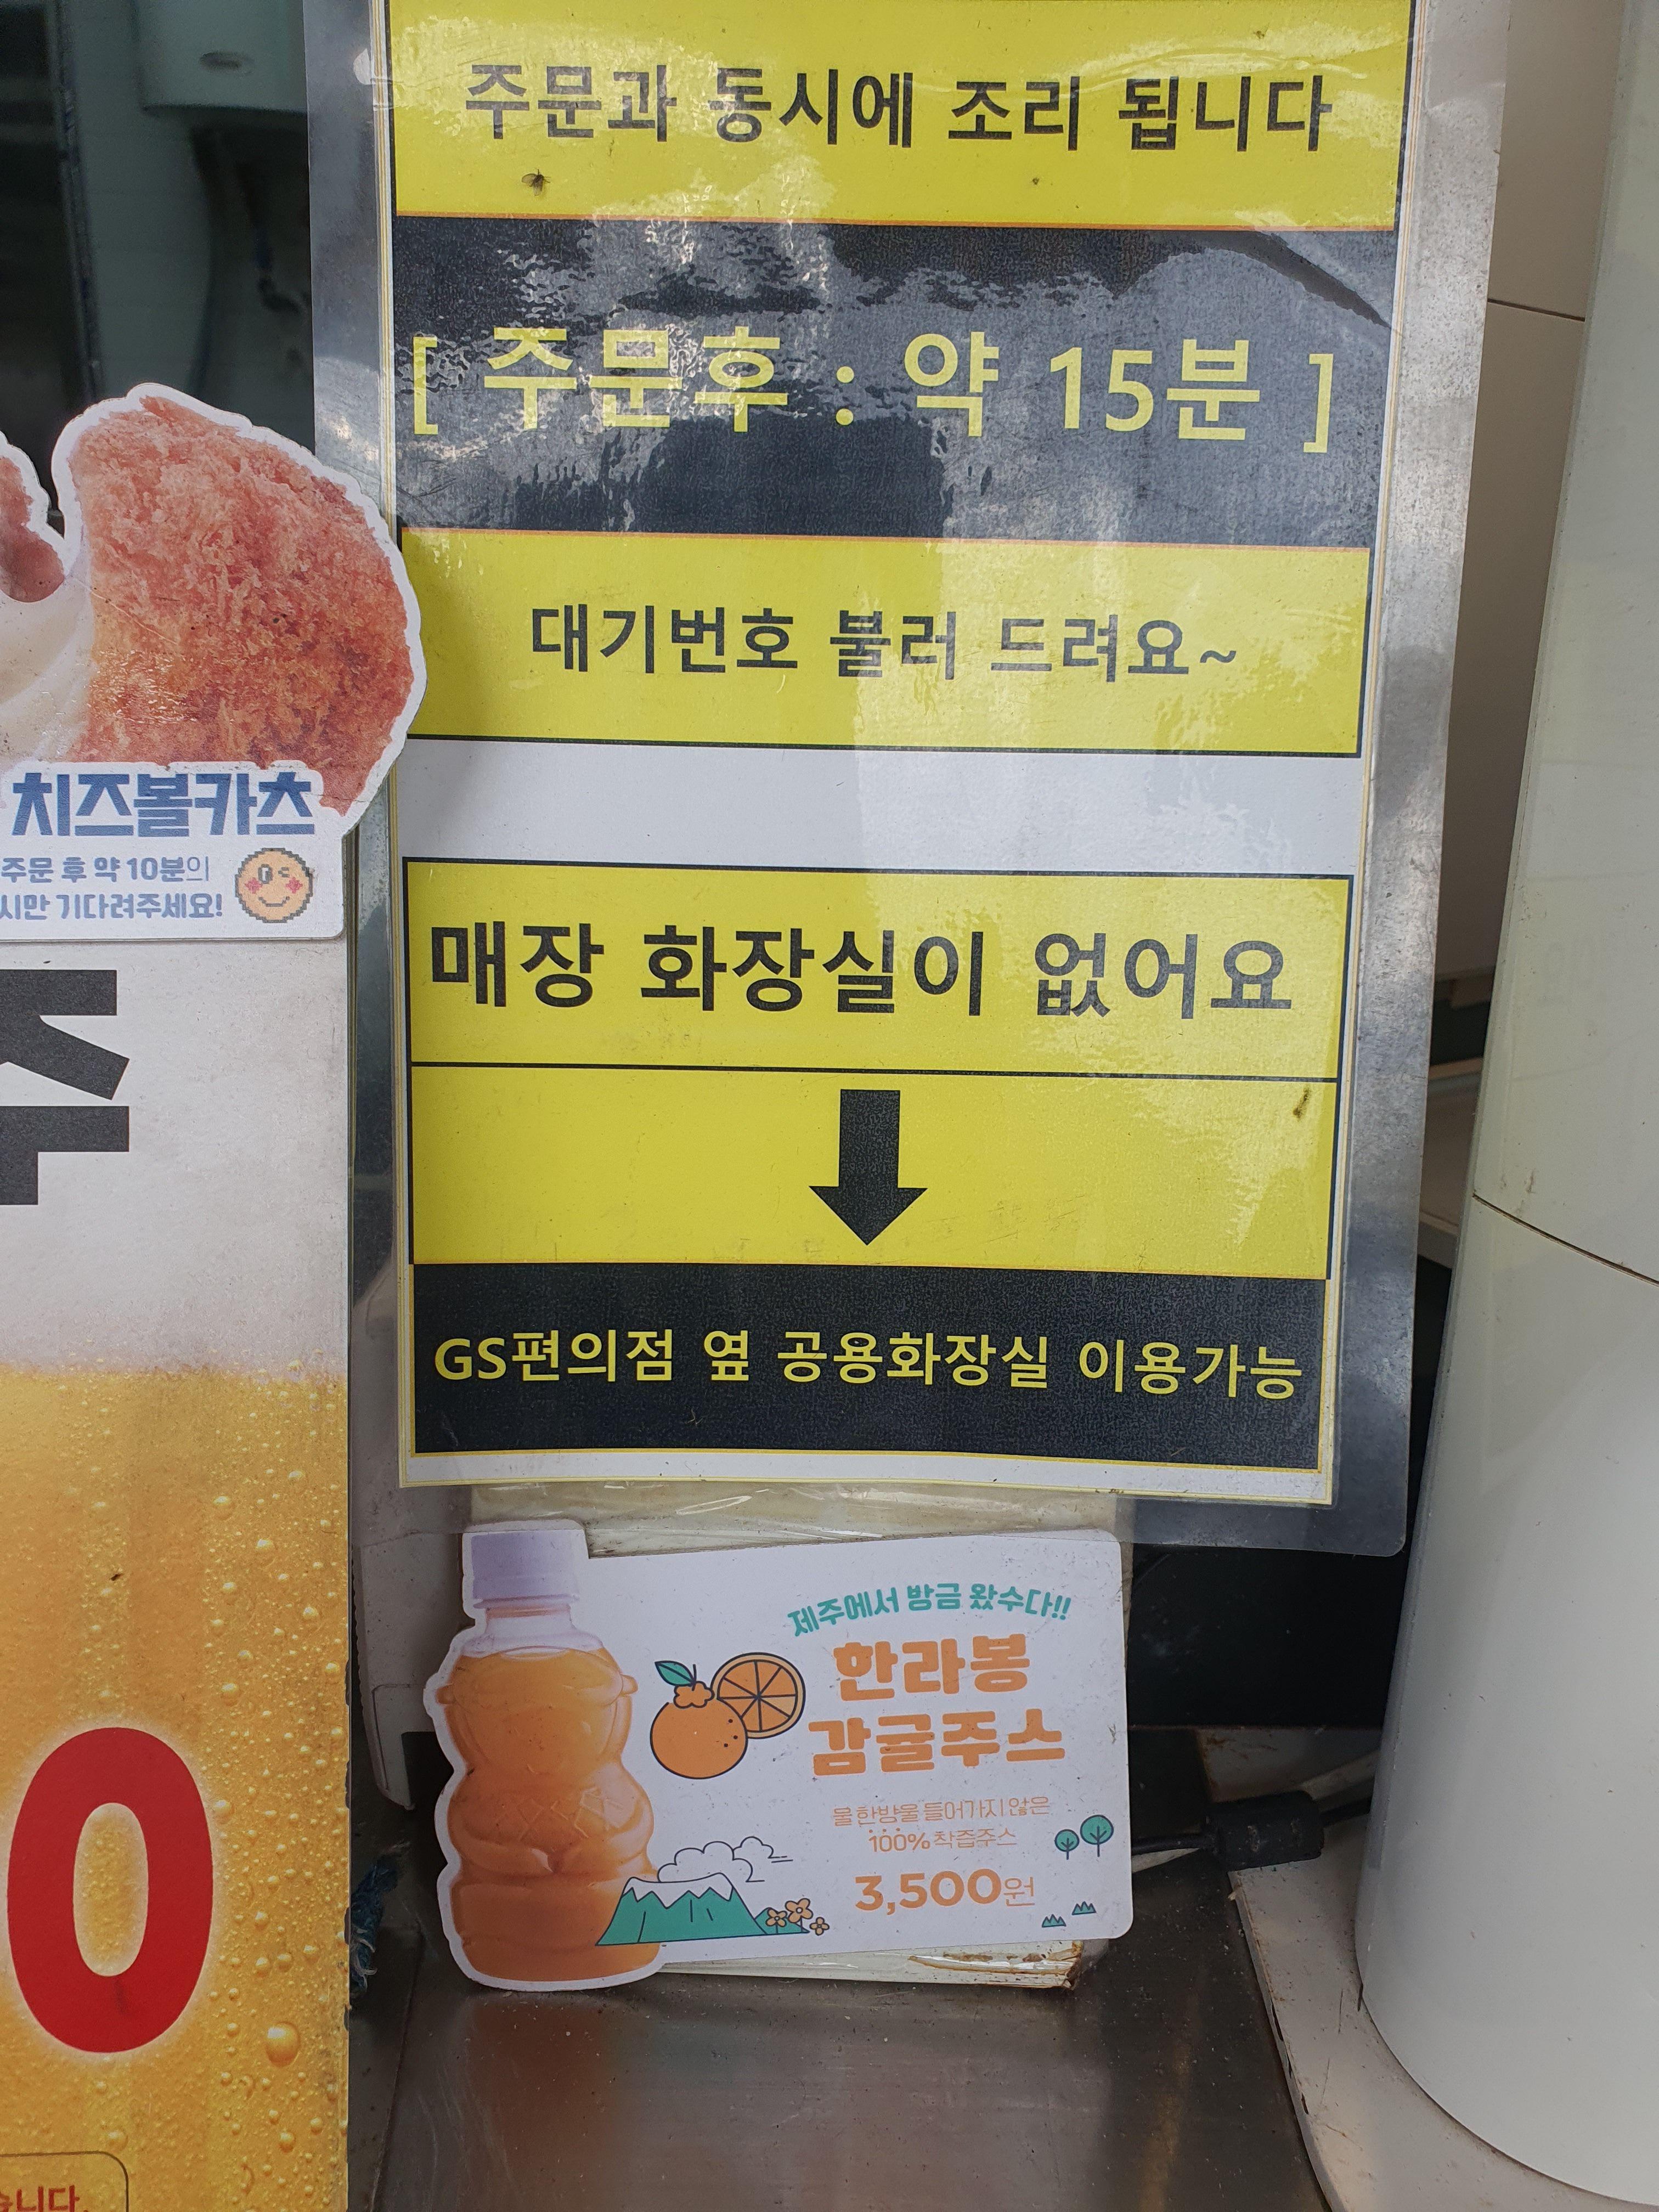 주문과 동시에 조리 됩니다
[ 주문후 : 약 15분 ]
대기번호 불러 드려요~
매장 화장실이 없어요
GS편의점 옆 공용화장실 이용가능
치즈볼카츠
주문 후 약 10분의
기다려주세요!
0
제주에서 방금 왔수다!!
한라봉
감귤주스
물 한방울 들어가지 않은
100% 착즙주스
3,500원